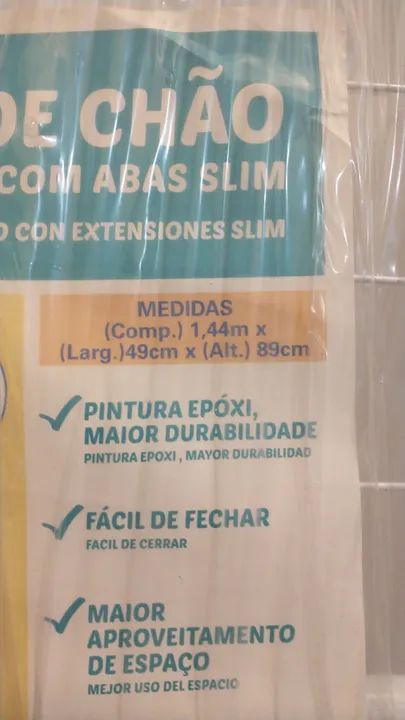 DE CHÃO
COM ABAS SLIM
CON EXTENSIONES SLIM
MEDIDAS
(Comp.) 1,44m x
(Larg.)49cm x (Alt.) 89cm
PINTURA EPÓXI,
MAIOR DURABILIDADE
PINTURA EPOXI , MAYOR DURABILIDAD
FÁCIL DE FECHAR
FACIL DE CERRAR
MAIOR
APROVEITAMENTO
DE ESPAÇO
MEJOR USO DEL ESPACIO